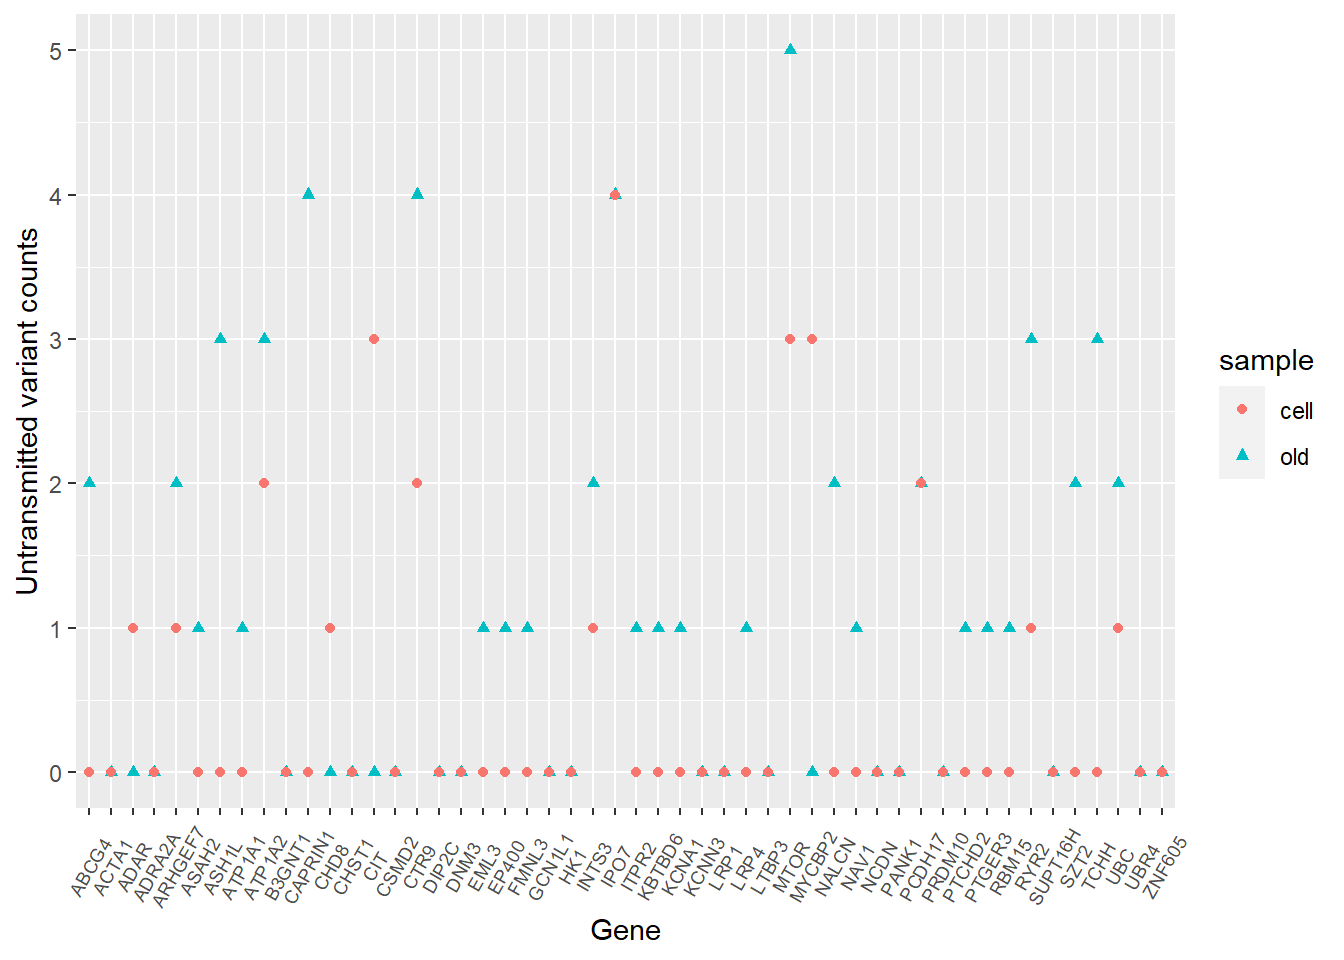 Untransmitted variant counts
5
4
3
2
1
0
ABCG4
ACTA1
ADAR
ADRA2A
ARHGEF7
ASAH2
ASH1L
ATP1A1
ATP1A2
B3GNT1
CAPRIN1
CHD8
CHST1
CIT
CSMD2
CTR9
DIP2C
DNM3
EML3
EP400
FMNL3
GCN1L1
HK1
INTS3
IPO7
ITPR2
KBTBD6
KCNA1
KCNN3
LRP1
LRP4
LTBP3
MTOR
MYCBP2
NALCN
NAV1
NCDN
PANK1
PCDH17
PRDM10
PTCHD2
PTGER3
RBM15
RYR2
SUPT16H
SZT2
TCHH
UBC
UBR4
ZNF605
Gene
sample
cell
old